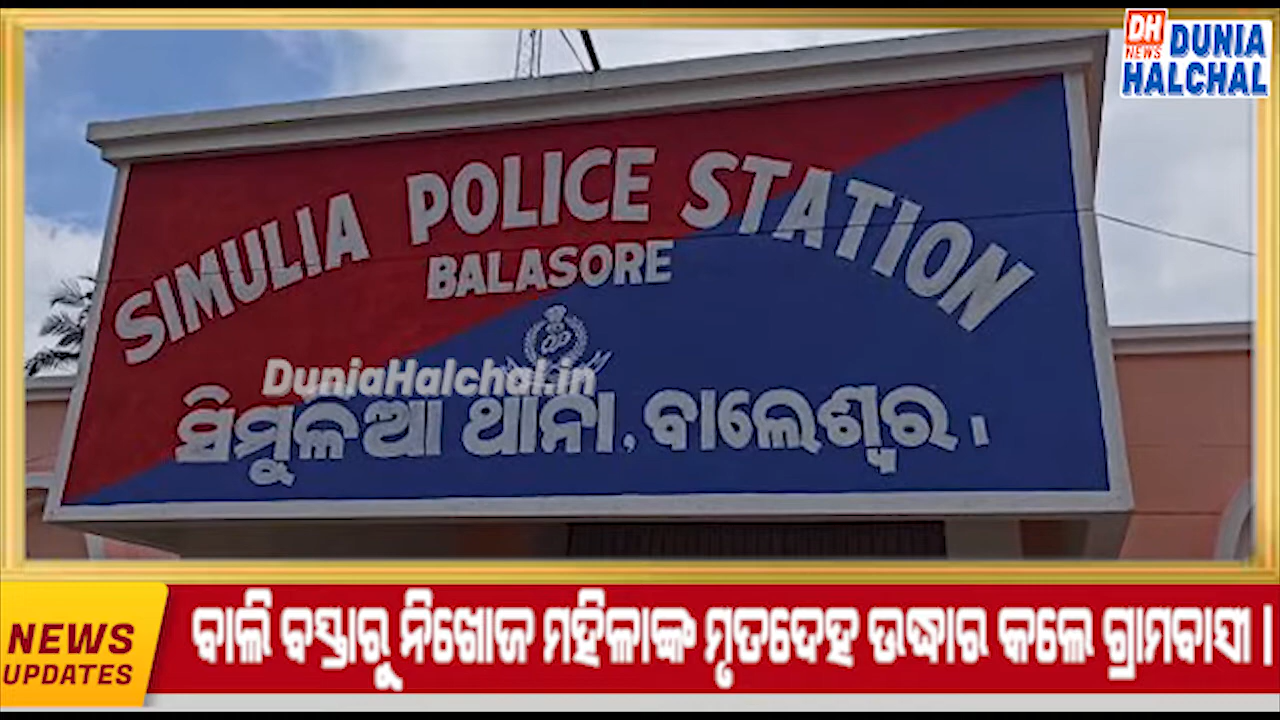 DH
NEWS
DUNIA
HALCHAL
SIMULIA POLICE STATION
BALASORE
DuniaHalchal.in
ସିମୁଳିଆ ଥାନା, ବାଲେଶ୍ୱର ।
NEWS
UPDATES
ବାଲି ବସ୍ତାରୁ ନିଖୋଜ ମହିଳାଙ୍କ ମୃତଦେହ ଉଦ୍ଧାର କଲେ ଗ୍ରାମବାସୀ |